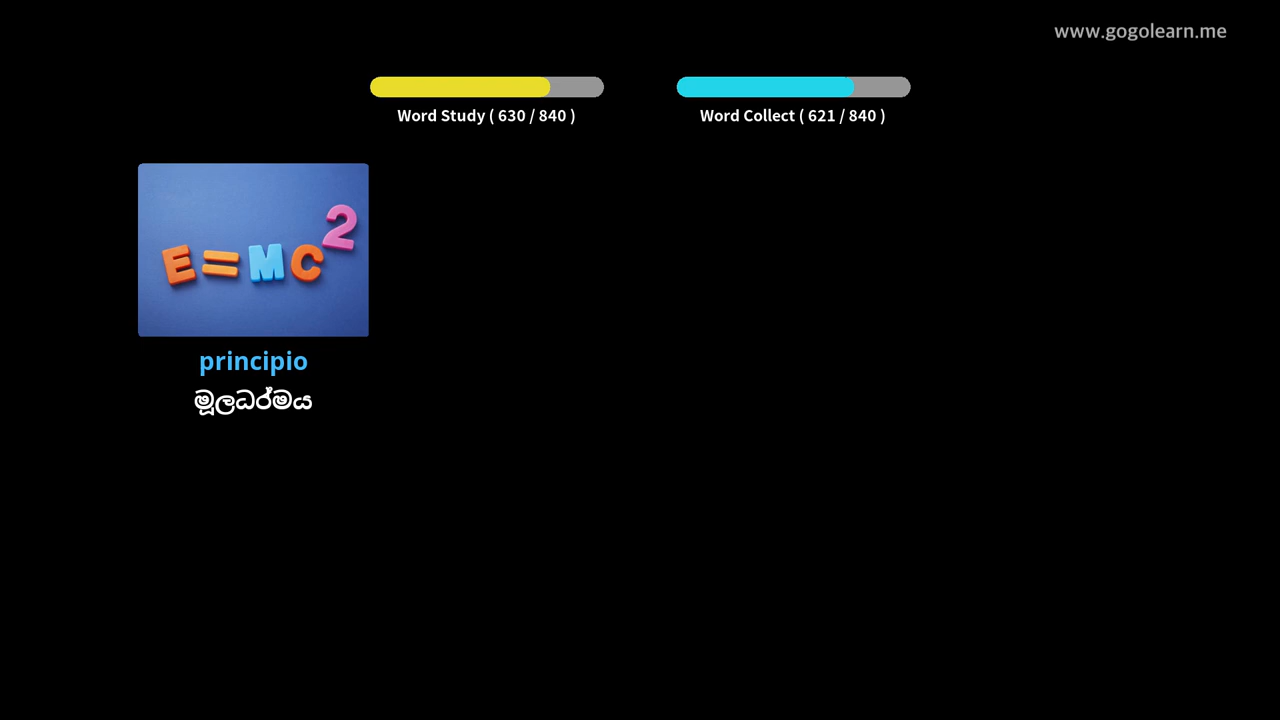 www.gogolearn.me
Word Study ( 630 / 840 )
Word Collect ( 621 / 840 )
E=MC²
principio
මූලධර්මය